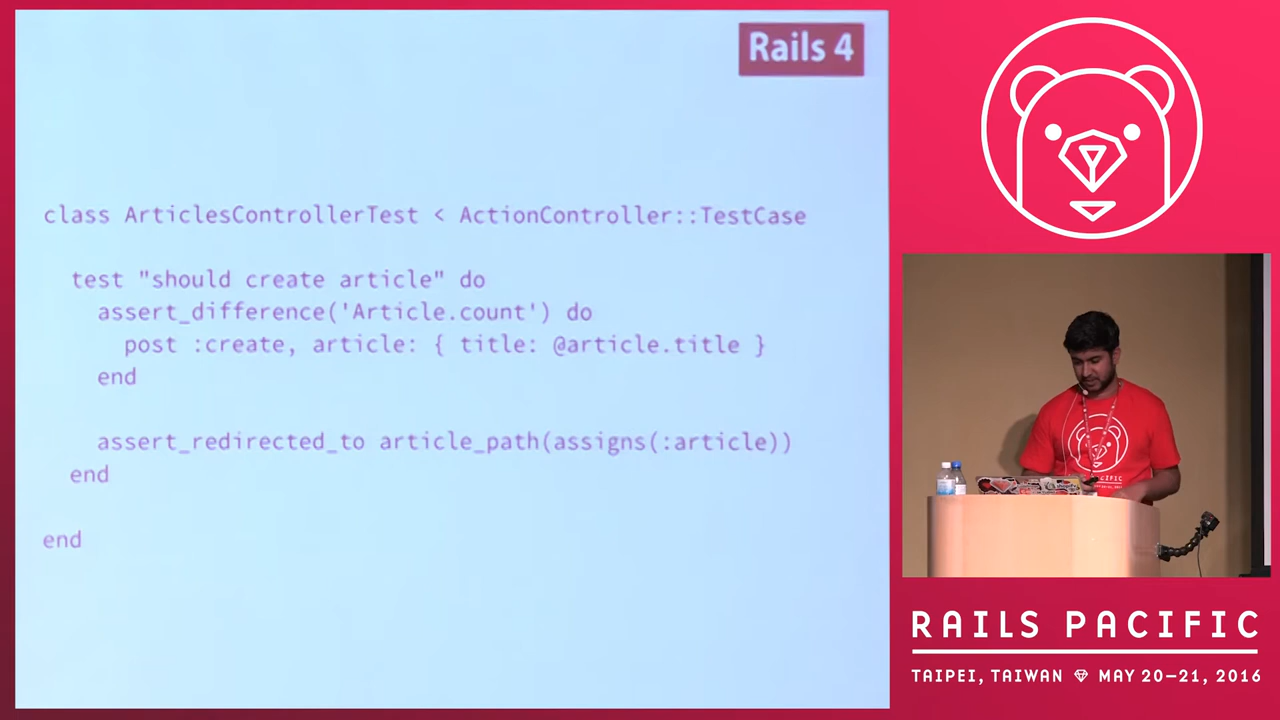 Rails 4
class ArticlesControllerTest < ActionController::TestCase
test "should create article" do
assert_difference('Article.count') do
post :create, article: { title: @article.title }
end
assert_redirected_to article_path(assigns(:article))
end
end
RAILS PACIFIC
TAIPEI, TAIWAN MAY 20–21, 2016